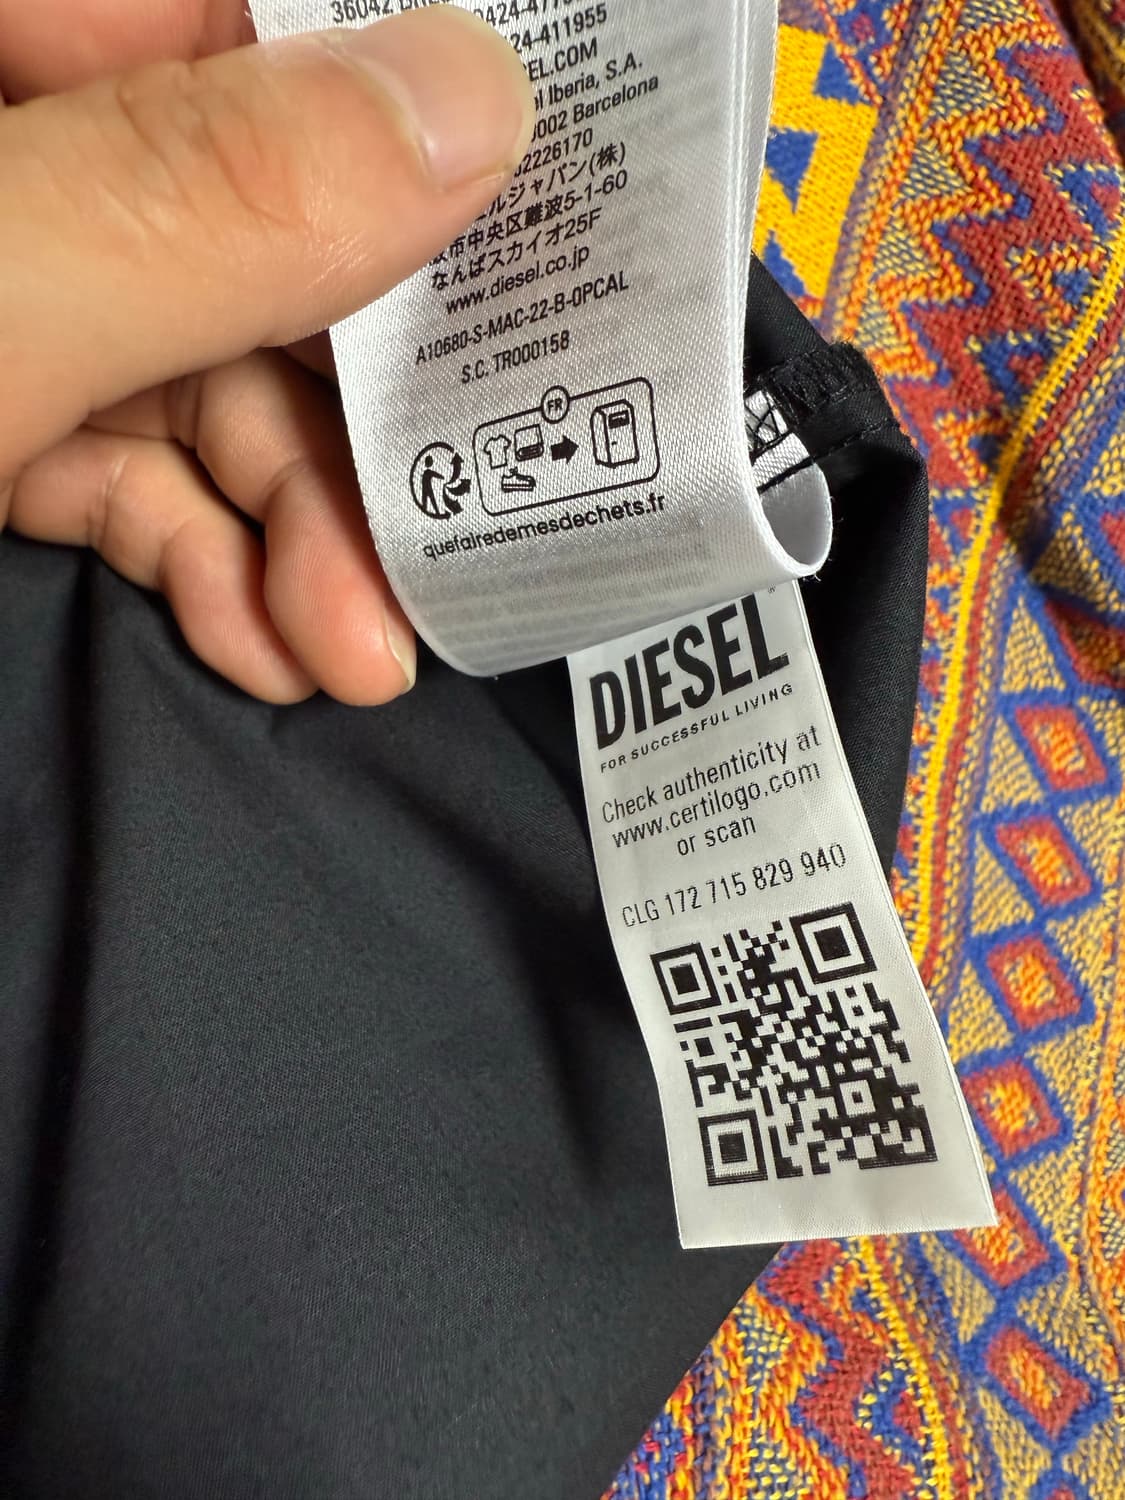 36042
0424-411955
Diesel Iberia, S.A.
Barcelona
ルジャパン(株)
市中央区難波5-1-60
なんばスカイオ25F
www.diesel.co.jp
A10680-S-MAC-22-B-0PCAL
S.C. TR000158
FR
quefairedemesdechets.fr
DIESEL®
FOR SUCCESSFUL LIVING
Check authenticity at
www.certilogo.com
or scan
CLG 172 715 829 940